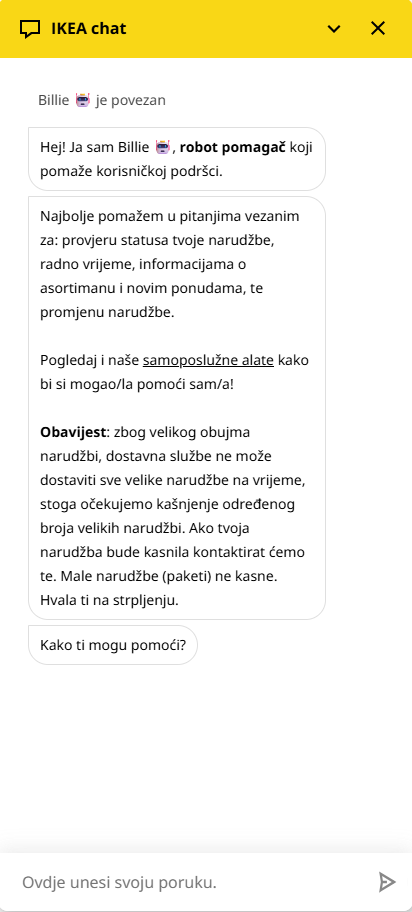 IKEA chat
Billie 🤖 je povezan
Hej! Ja sam Billie 🤖, robot pomagač koji
pomaže korisničkoj podršci.
Najbolje pomažem u pitanjima vezanim
za: provjeru statusa tvoje narudžbe,
radno vrijeme, informacijama o
asortimanu i novim ponudama, te
promjenu narudžbe.
Pogledaj i naše samoposlužne alate kako
bi si mogao/la pomoći sam/a!
Obavijest: zbog velikog obujma
narudžbi, dostavna službe ne može
dostaviti sve velike narudžbe na vrijeme,
stoga očekujemo kašnjenje određenog
broja velikih narudžbi. Ako tvoja
narudžba bude kasnila kontaktirat ćemo
te. Male narudžbe (paketi) ne kasne.
Hvala ti na strpljenju.
Kako ti mogu pomoći?
Ovdje unesi svoju poruku.